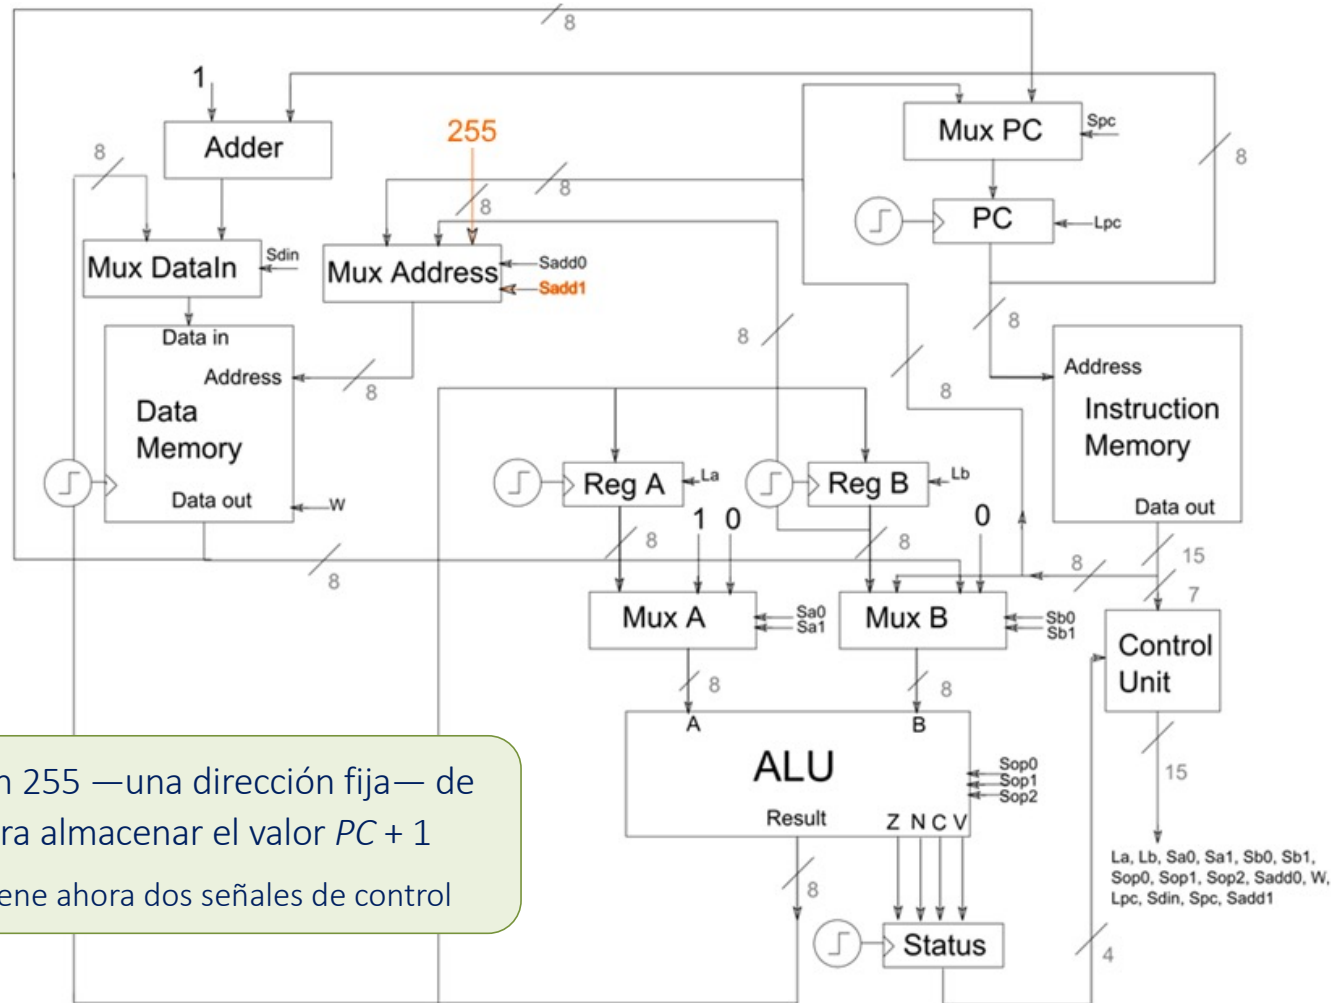 8
1
Adder
8
255
8
8
Mux PC
Spc
8
PC
Lpc
Mux DataIn
Sdin
Mux Address
Sadd0
Sadd1
8
Data in
Address
8
Data
Memory
Data out
W
8
8
Address
Instruction
Memory
Data out
Reg A
La
Reg B
Lb
1 0
0
8
8
8
8
15
7
Mux A
Sa0
Sa1
Mux B
Sb0
Sb1
Control
Unit
8
8
A
B
ALU
Sop0
Sop1
Sop2
Result
Z N C V
15
n 255 —una dirección fija— de
ra almacenar el valor PC + 1
ene ahora dos señales de control
8
La, Lb, Sa0, Sa1, Sb0, Sb1,
Sop0, Sop1, Sop2, Sadd0, W,
Lpc, Sdin, Spc, Sadd1
Status
4